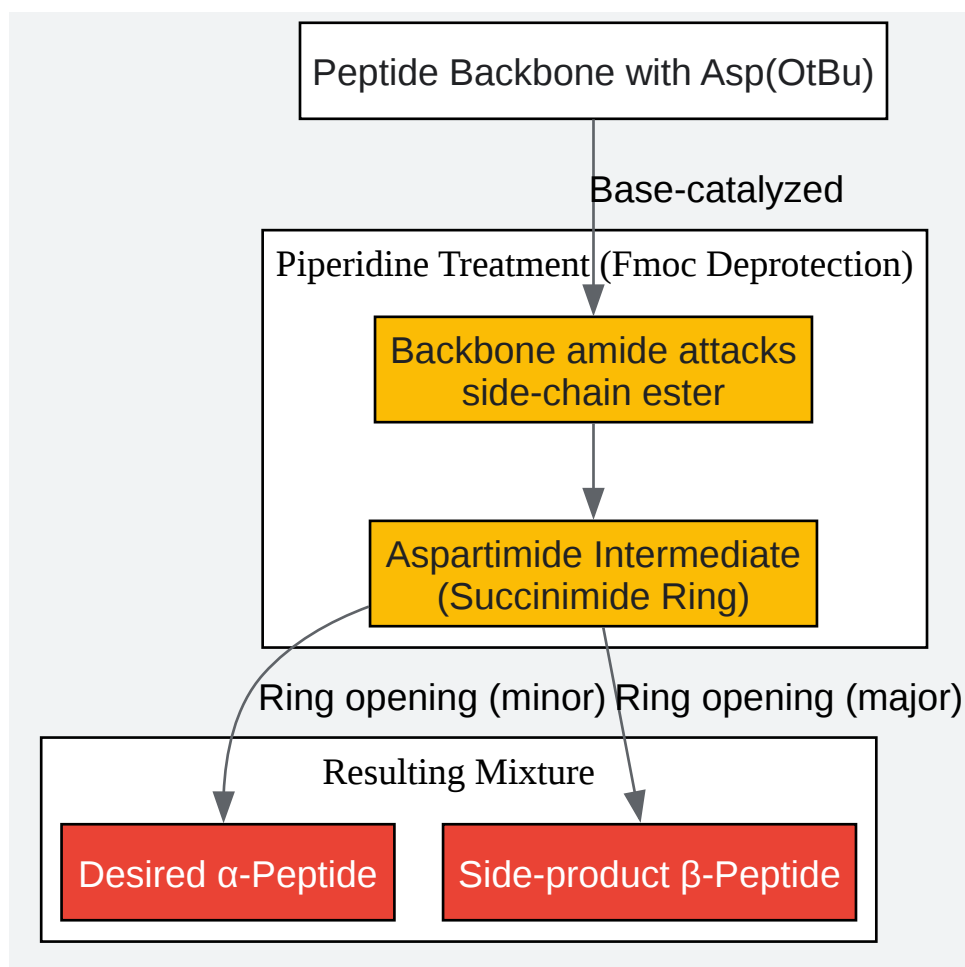 Peptide Backbone with Asp(OtBu)
Base-catalyzed
Piperidine Treatment (Fmoc Deprotection)
Backbone amide attacks
side-chain ester
Aspartimide Intermediate
(Succinimide Ring)
Ring opening (minor)
Ring opening (major)
Resulting Mixture
Desired α-Peptide
Side-product β-Peptide